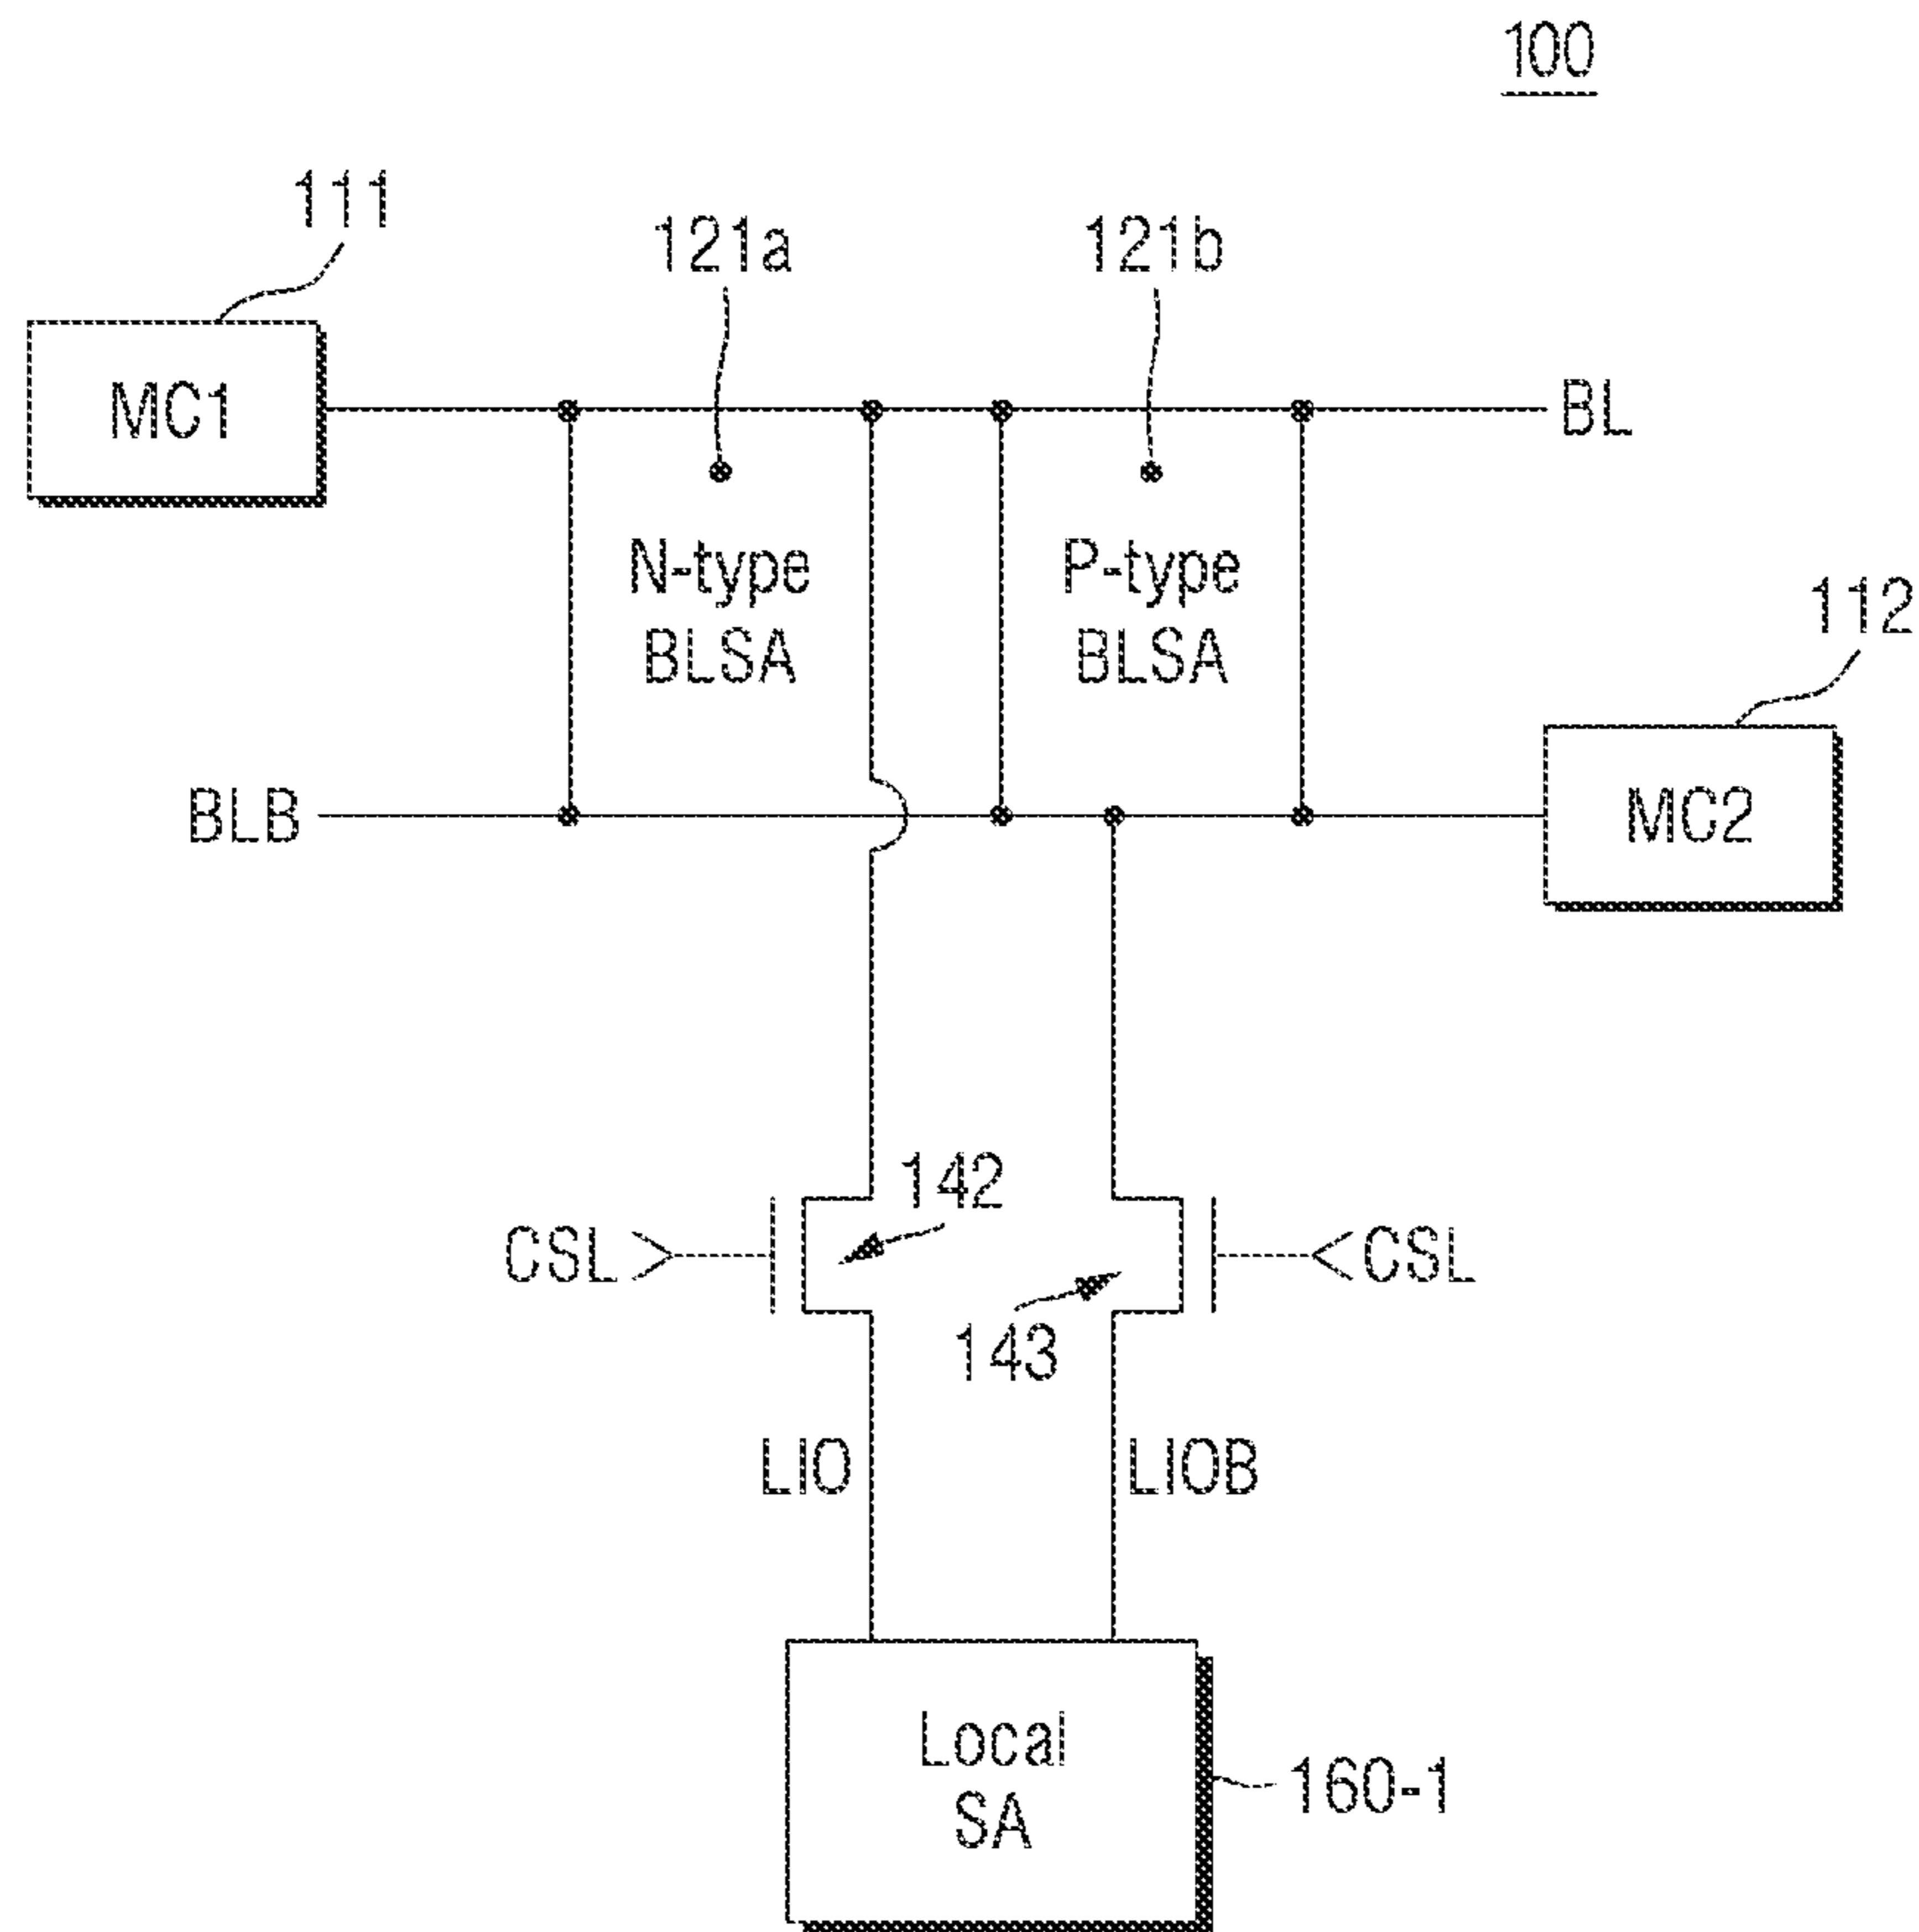 100
111
121a
121b
MC1
BL
N-type
BLSA
P-type
BLSA
112
BLB
MC2
142
CSL
CSL
143
LIO
LIOB
Local
SA
160-1